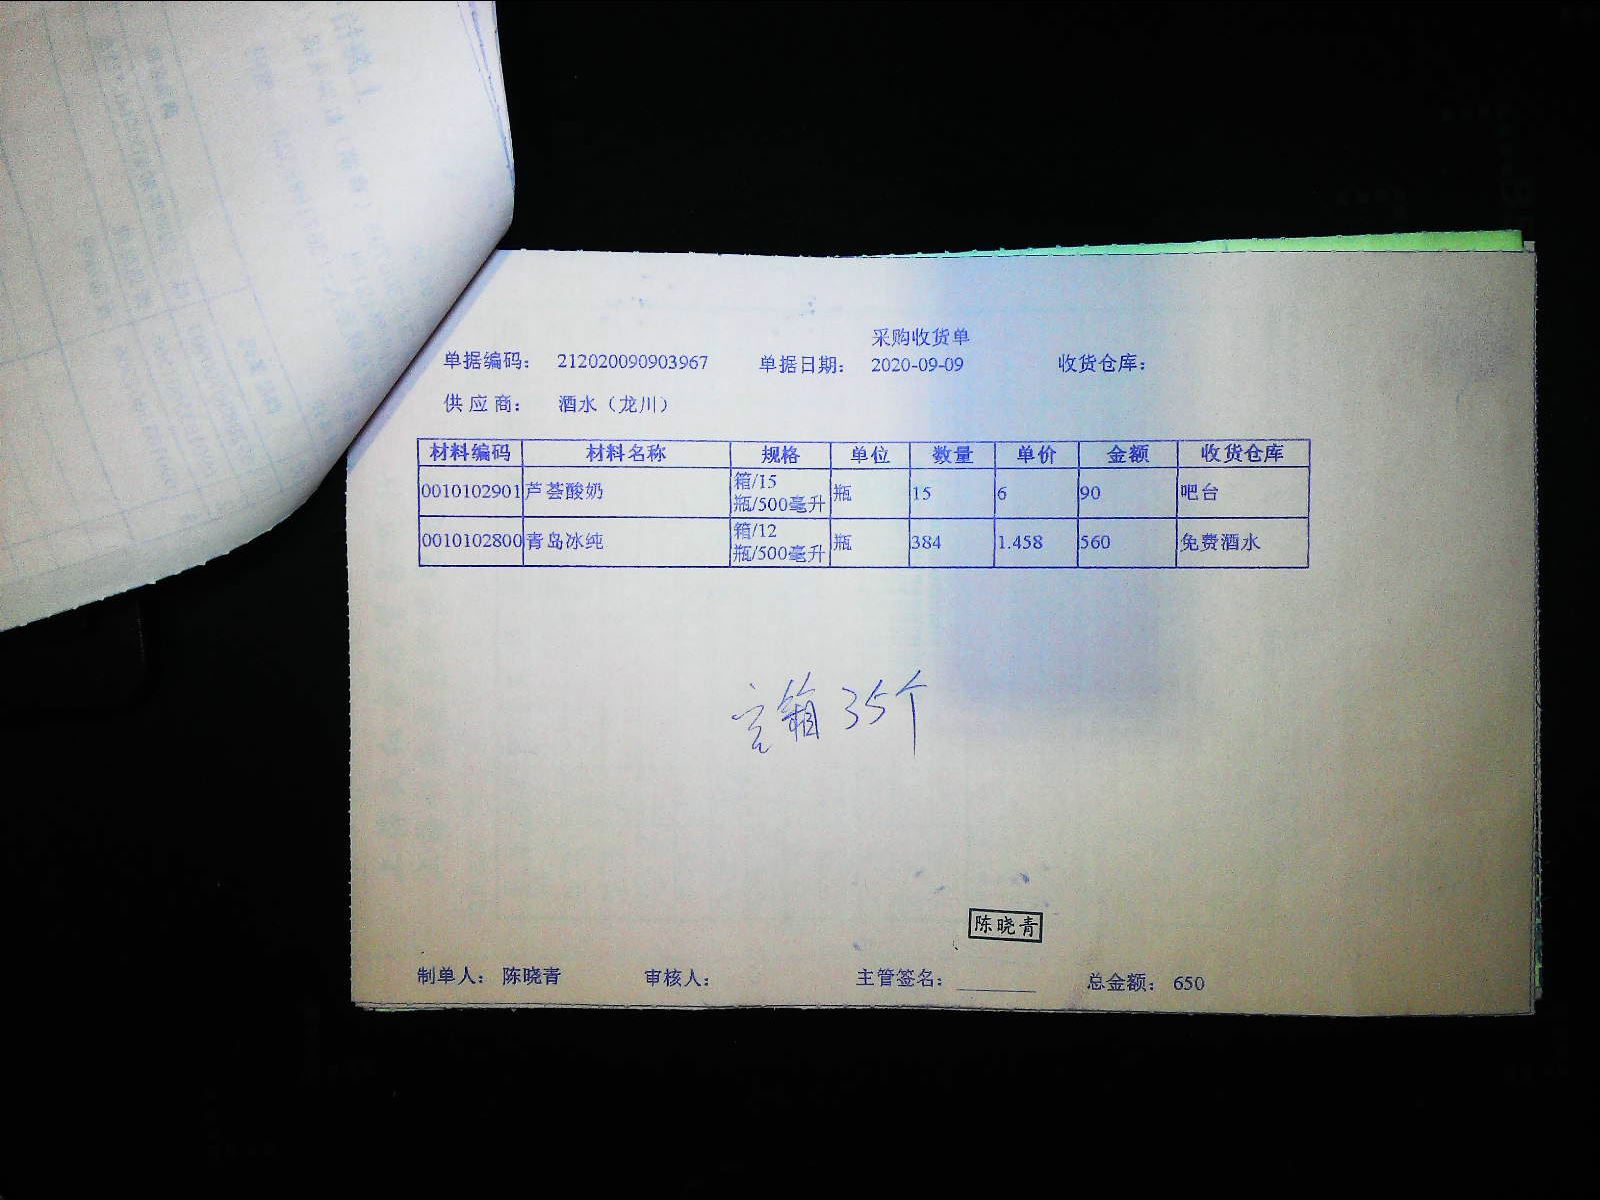 采购收货单
单据编码： 212020090903967 单据日期： 2020-09-09 收货仓库：
供 应 商： 酒水（龙川）
材料编码 材料名称 规格 单位 数量 单价 金额 收货仓库
0010102901 芦荟酸奶 箱/15瓶/500毫升 瓶 15 6 90 吧台
0010102800 青岛冰纯 箱/12瓶/500毫升 瓶 384 1.458 560 免费酒水
空箱35个
陈晓青
制单人： 陈晓青 审核人： 主管签名： 总金额： 650